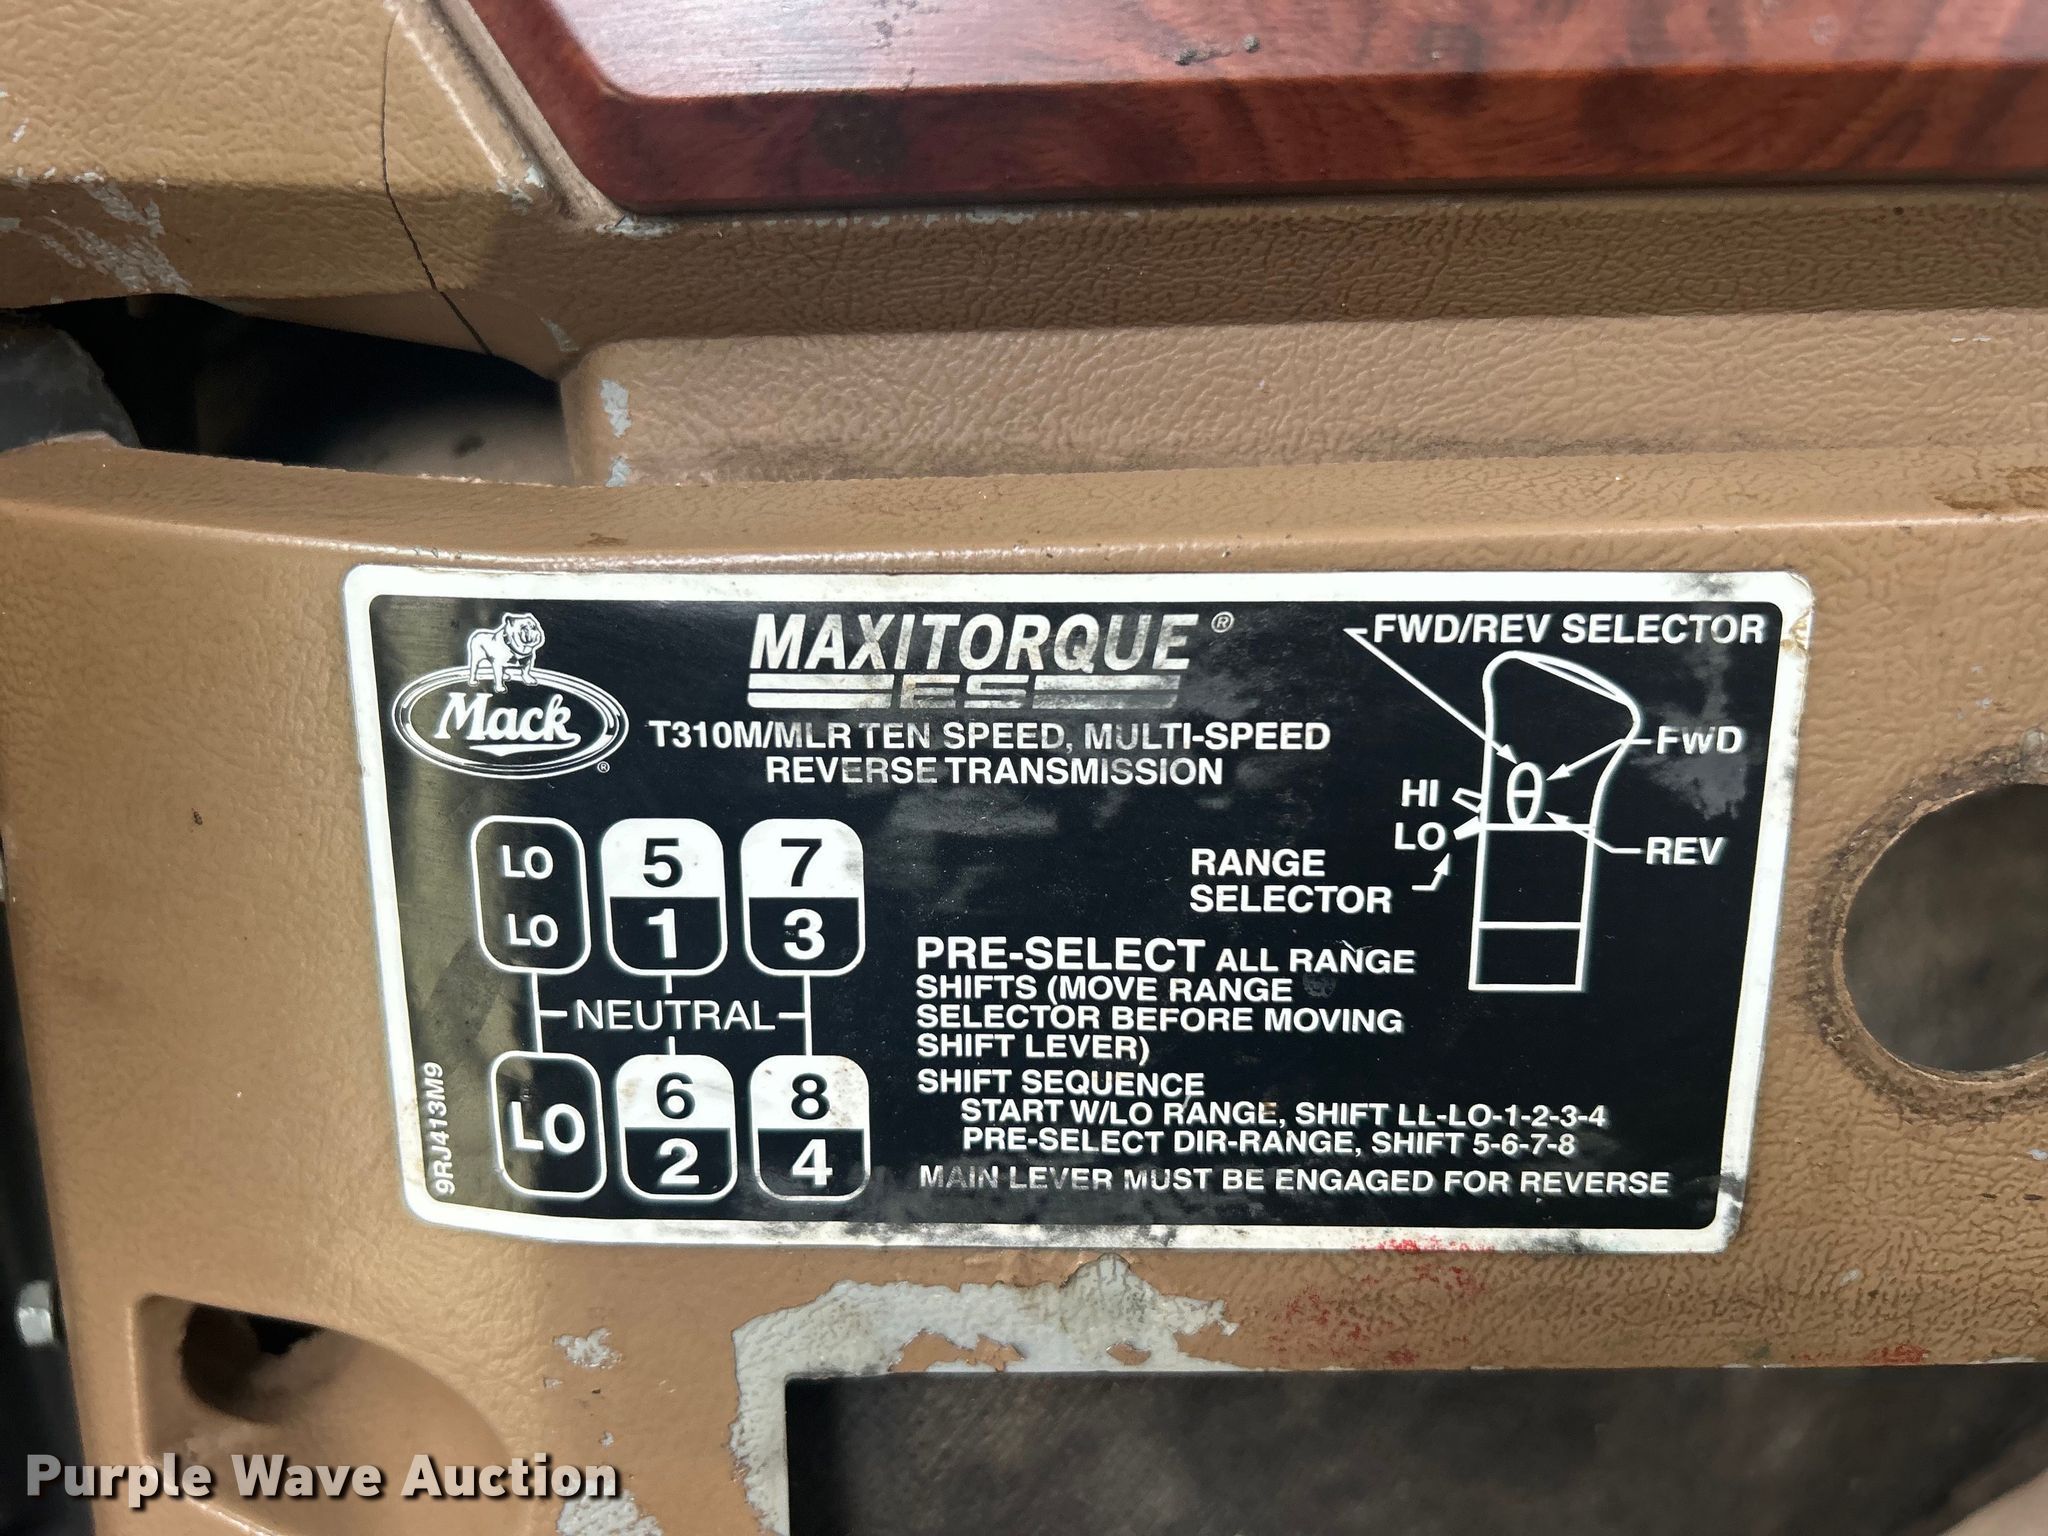 Mack
®
MAXITORQUE®
ES
T310M/MLR TEN SPEED, MULTI-SPEED
REVERSE TRANSMISSION
FWD/REV SELECTOR
FWD
HI
LO
REV
RANGE
SELECTOR
LO 5 7
LO 1 3
NEUTRAL
LO 6 8
2 4
PRE-SELECT ALL RANGE
SHIFTS (MOVE RANGE
SELECTOR BEFORE MOVING
SHIFT LEVER)
SHIFT SEQUENCE
START W/LO RANGE, SHIFT LL-LO-1-2-3-4
PRE-SELECT DIR-RANGE, SHIFT 5-6-7-8
MAIN LEVER MUST BE ENGAGED FOR REVERSE
9RJ413M9
Purple Wave Auction